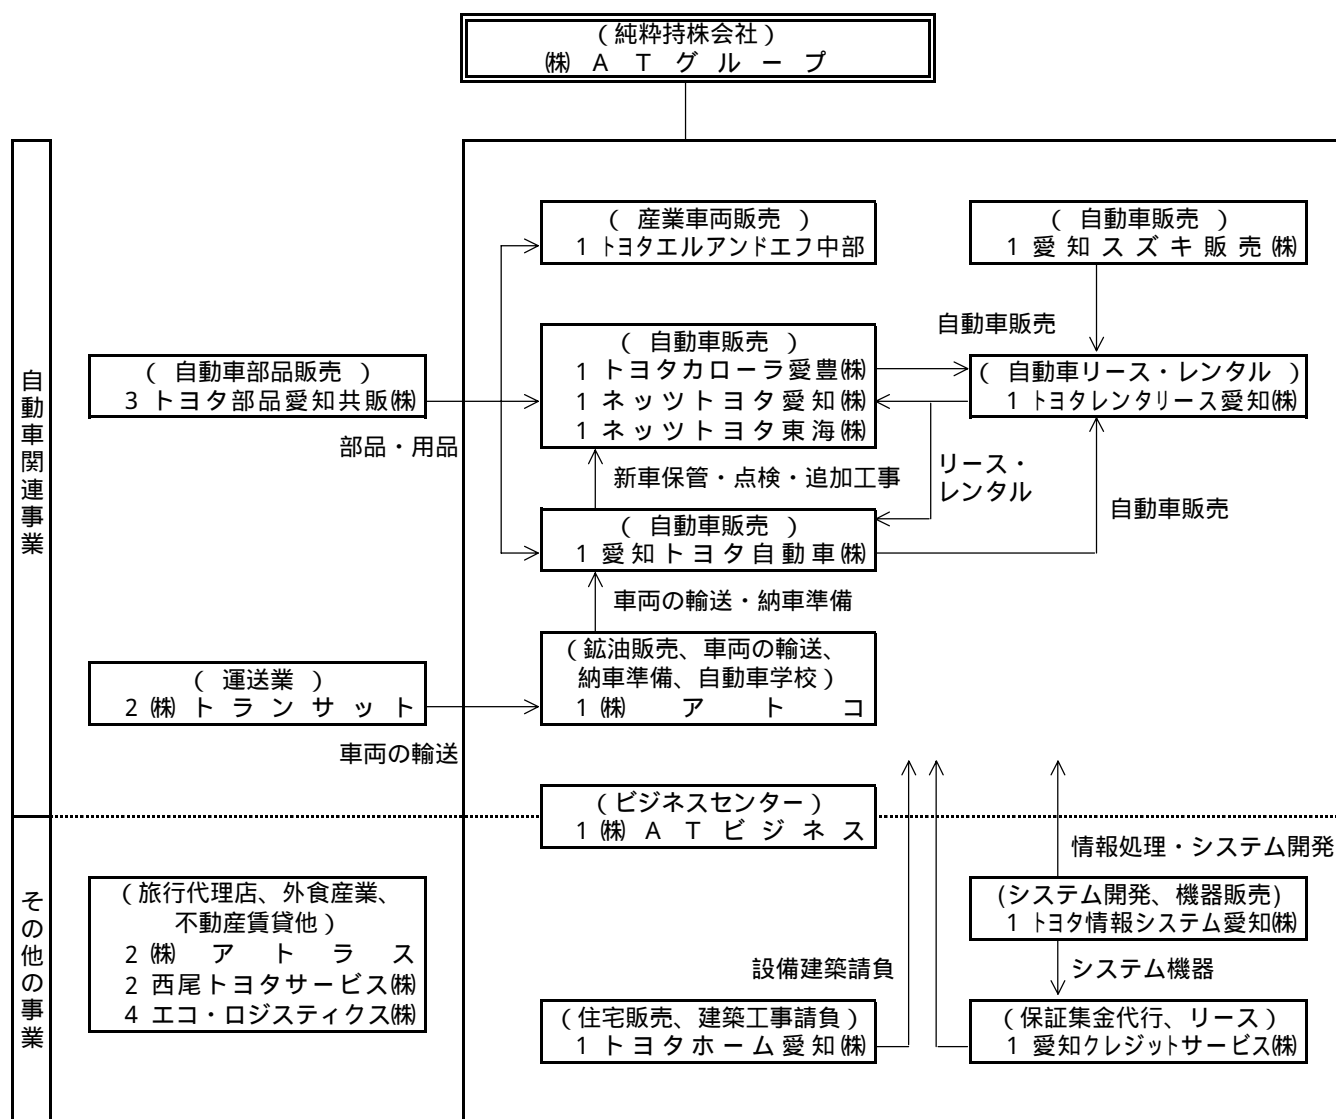 (純粋持株会社)
㈱ATグループ
自動車関連事業
(産業車両販売)
1 トヨタエルアンドエフ中部
(自動車販売)
1 愛知スズキ販売㈱
自動車販売
(自動車販売)
1 トヨタカローラ愛豊㈱
1 ネッツトヨタ愛知㈱
1 ネッツトヨタ東海㈱
(自動車リース・レンタル)
1 トヨタレンタリース愛知㈱
(自動車部品販売)
3 トヨタ部品愛知共販㈱
部品・用品
新車保管・点検・追加工事
リース・
レンタル
自動車販売
(自動車販売)
1 愛知トヨタ自動車㈱
車両の輸送・納車準備
(鉱油販売、車両の輸送、
納車準備、自動車学校)
1 ㈱アトコ
(運送業)
2 ㈱トランサット
車両の輸送
(ビジネスセンター)
1 ㈱ATビジネス
その他の事業
情報処理・システム開発
(旅行代理店、外食産業、
不動産賃貸他)
2 ㈱アトラス
2 西尾トヨタサービス㈱
4 エコ・ロジスティクス㈱
(システム開発、機器販売)
1 トヨタ情報システム愛知㈱
設備建築請負
システム機器
(住宅販売、建築工事請負)
1 トヨタホーム愛知㈱
(保証集金代行、リース)
1 愛知クレジットサービス㈱